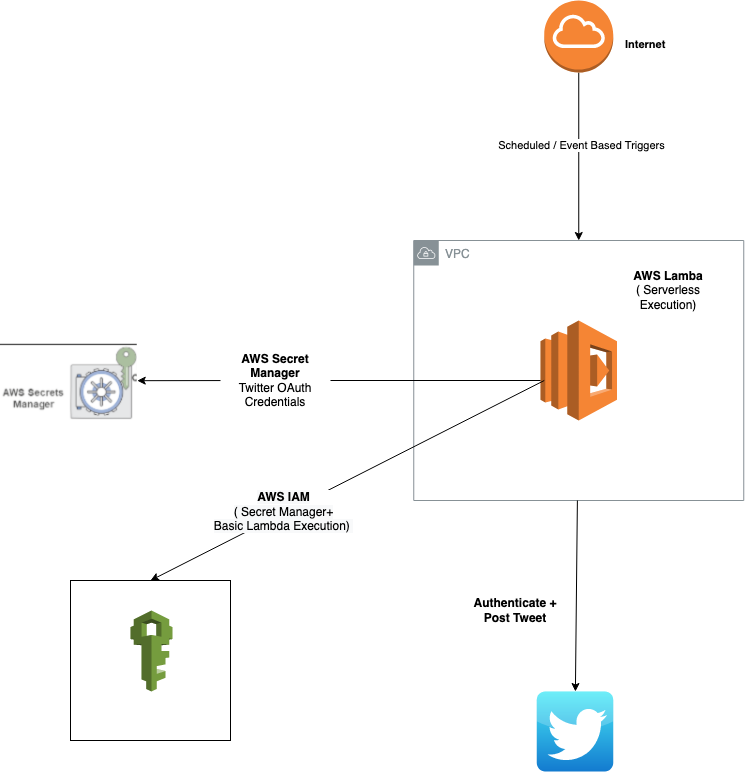 Internet
Scheduled / Event Based Triggers
VPC
AWS Lamba
( Serverless
Execution)
AWS Secret
Manager
Twitter OAuth
Credentials
AWS Secrets
Manager
AWS IAM
( Secret Manager+
Basic Lambda Execution)
Authenticate +
Post Tweet